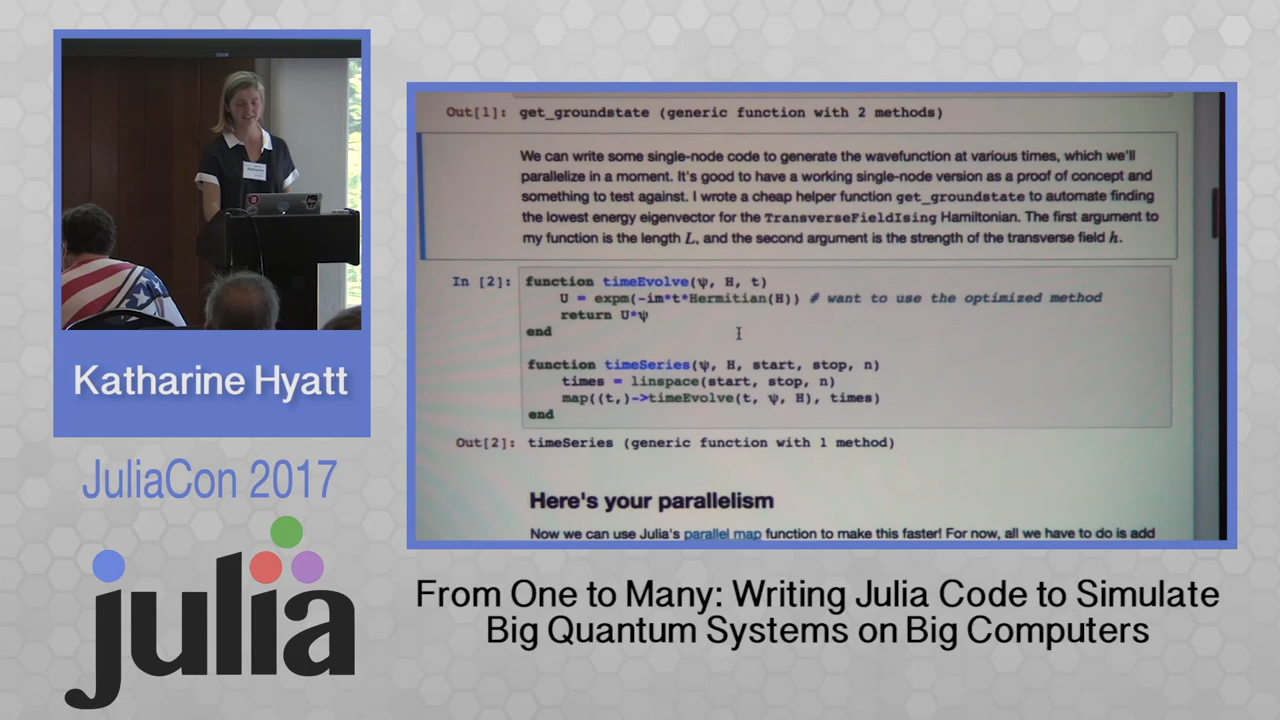 Out[1]: get_groundstate (generic function with 2 methods)
We can write some single-node code to generate the wavefunction at various times, which we'll
parallelize in a moment. It's good to have a working single-node version as a proof of concept and
something to test against. I wrote a cheap helper function get_groundstate to automate finding
the lowest energy eigenvector for the TransverseFieldIsing Hamiltonian. The first argument to
my function is the length L, and the second argument is the strength of the transverse field h.
In [2]: function timeEvolve(ψ, H, t)
U = expm(-im*t*Hermitian(H)) # want to use the optimized method
return U*ψ
end
function timeSeries(ψ, H, start, stop, n)
times = linspace(start, stop, n)
map((t,)->timeEvolve(t, ψ, H), times)
end
Out[2]: timeSeries (generic function with 1 method)
Here's your parallelism
Now we can use Julia's parallel map function to make this faster! For now, all we have to do is add
Katharine Hyatt
JuliaCon 2017
julia
From One to Many: Writing Julia Code to Simulate
Big Quantum Systems on Big Computers